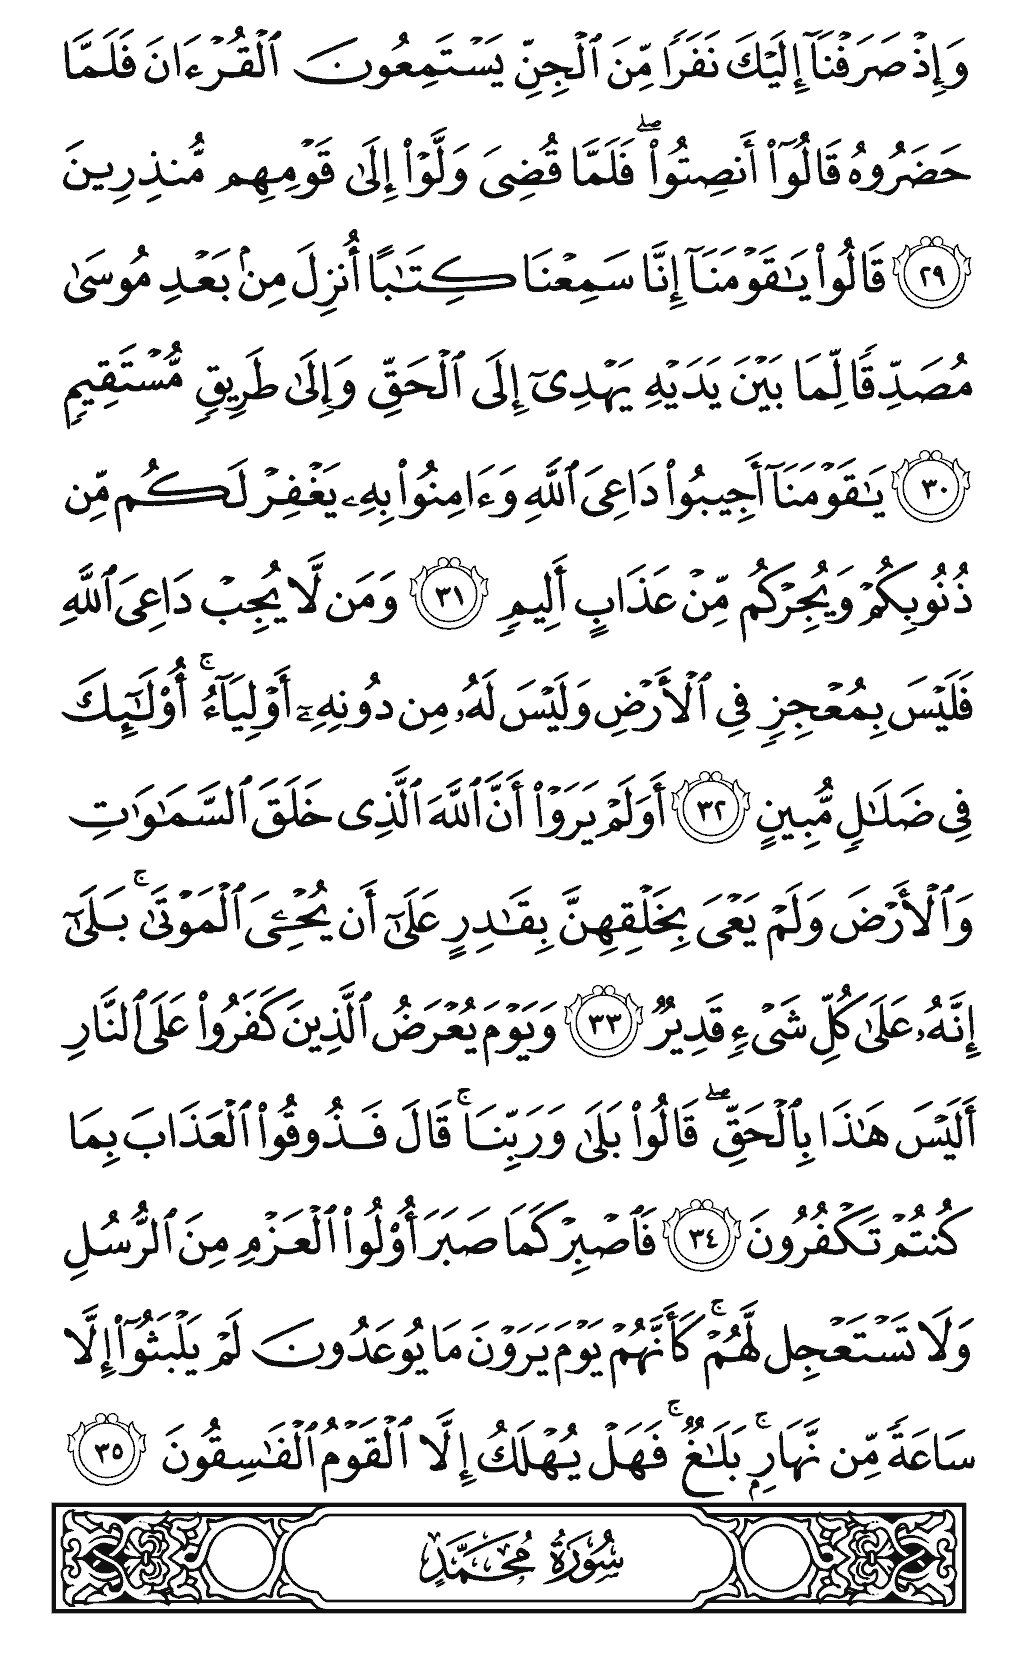 وَإِذْ صَرَفْنَآ إِلَيْكَ نَفَرًا مِّنَ ٱلْجِنِّ يَسْتَمِعُونَ ٱلْقُرْءَانَ فَلَمَّا
حَضَرُوهُ قَالُوٓا۟ أَنصِتُوا۟ ۖ فَلَمَّا قُضِىَ وَلَّوْا۟ إِلَىٰ قَوْمِهِم مُّنذِرِينَ
٢٩ قَالُوا۟ يَـٰقَوْمَنَآ إِنَّا سَمِعْنَا كِتَـٰبًا أُنزِلَ مِنۢ بَعْدِ مُوسَىٰ
مُصَدِّقًا لِّمَا بَيْنَ يَدَيْهِ يَهْدِىٓ إِلَى ٱلْحَقِّ وَإِلَىٰ طَرِيقٍ مُّسْتَقِيمٍ
٣٠ يَـٰقَوْمَنَآ أَجِيبُوا۟ دَاعِىَ ٱللَّهِ وَءَامِنُوا۟ بِهِۦ يَغْفِرْ لَكُم مِّن
ذُنُوبِكُمْ وَيُجِرْكُم مِّنْ عَذَابٍ أَلِيمٍ ٣١ وَمَن لَّا يُجِبْ دَاعِىَ ٱللَّهِ
فَلَيْسَ بِمُعْجِزٍ فِى ٱلْأَرْضِ وَلَيْسَ لَهُۥ مِن دُونِهِۦٓ أَوْلِيَآءُ ۚ أُو۟لَـٰٓئِكَ
فِى ضَلَـٰلٍ مُّبِينٍ ٣٢ أَوَلَمْ يَرَوْا۟ أَنَّ ٱللَّهَ ٱلَّذِى خَلَقَ ٱلسَّمَـٰوَٰتِ
وَٱلْأَرْضَ وَلَمْ يَعْىَ بِخَلْقِهِنَّ بِقَـٰدِرٍ عَلَىٰٓ أَن يُحْـِۧىَ ٱلْمَوْتَىٰ ۚ بَلَىٰٓ
إِنَّهُۥ عَلَىٰ كُلِّ شَىْءٍ قَدِيرٌ ٣٣ وَيَوْمَ يُعْرَضُ ٱلَّذِينَ كَفَرُوا۟ عَلَى ٱلنَّارِ
أَلَيْسَ هَـٰذَا بِٱلْحَقِّ ۖ قَالُوا۟ بَلَىٰ وَرَبِّنَا ۚ قَالَ فَذُوقُوا۟ ٱلْعَذَابَ بِمَا
كُنتُمْ تَكْفُرُونَ ٣٤ فَٱصْبِرْ كَمَا صَبَرَ أُو۟لُوا۟ ٱلْعَزْمِ مِنَ ٱلرُّسُلِ
وَلَا تَسْتَعْجِل لَّهُمْ ۚ كَأَنَّهُمْ يَوْمَ يَرَوْنَ مَا يُوعَدُونَ لَمْ يَلْبَثُوٓا۟ إِلَّا
سَاعَةً مِّن نَّهَارٍۭ ۚ بَلَـٰغٌ ۚ فَهَلْ يُهْلَكُ إِلَّا ٱلْقَوْمُ ٱلْفَـٰسِقُونَ ٣٥
سُورَةُ مُحَمَّدٍ